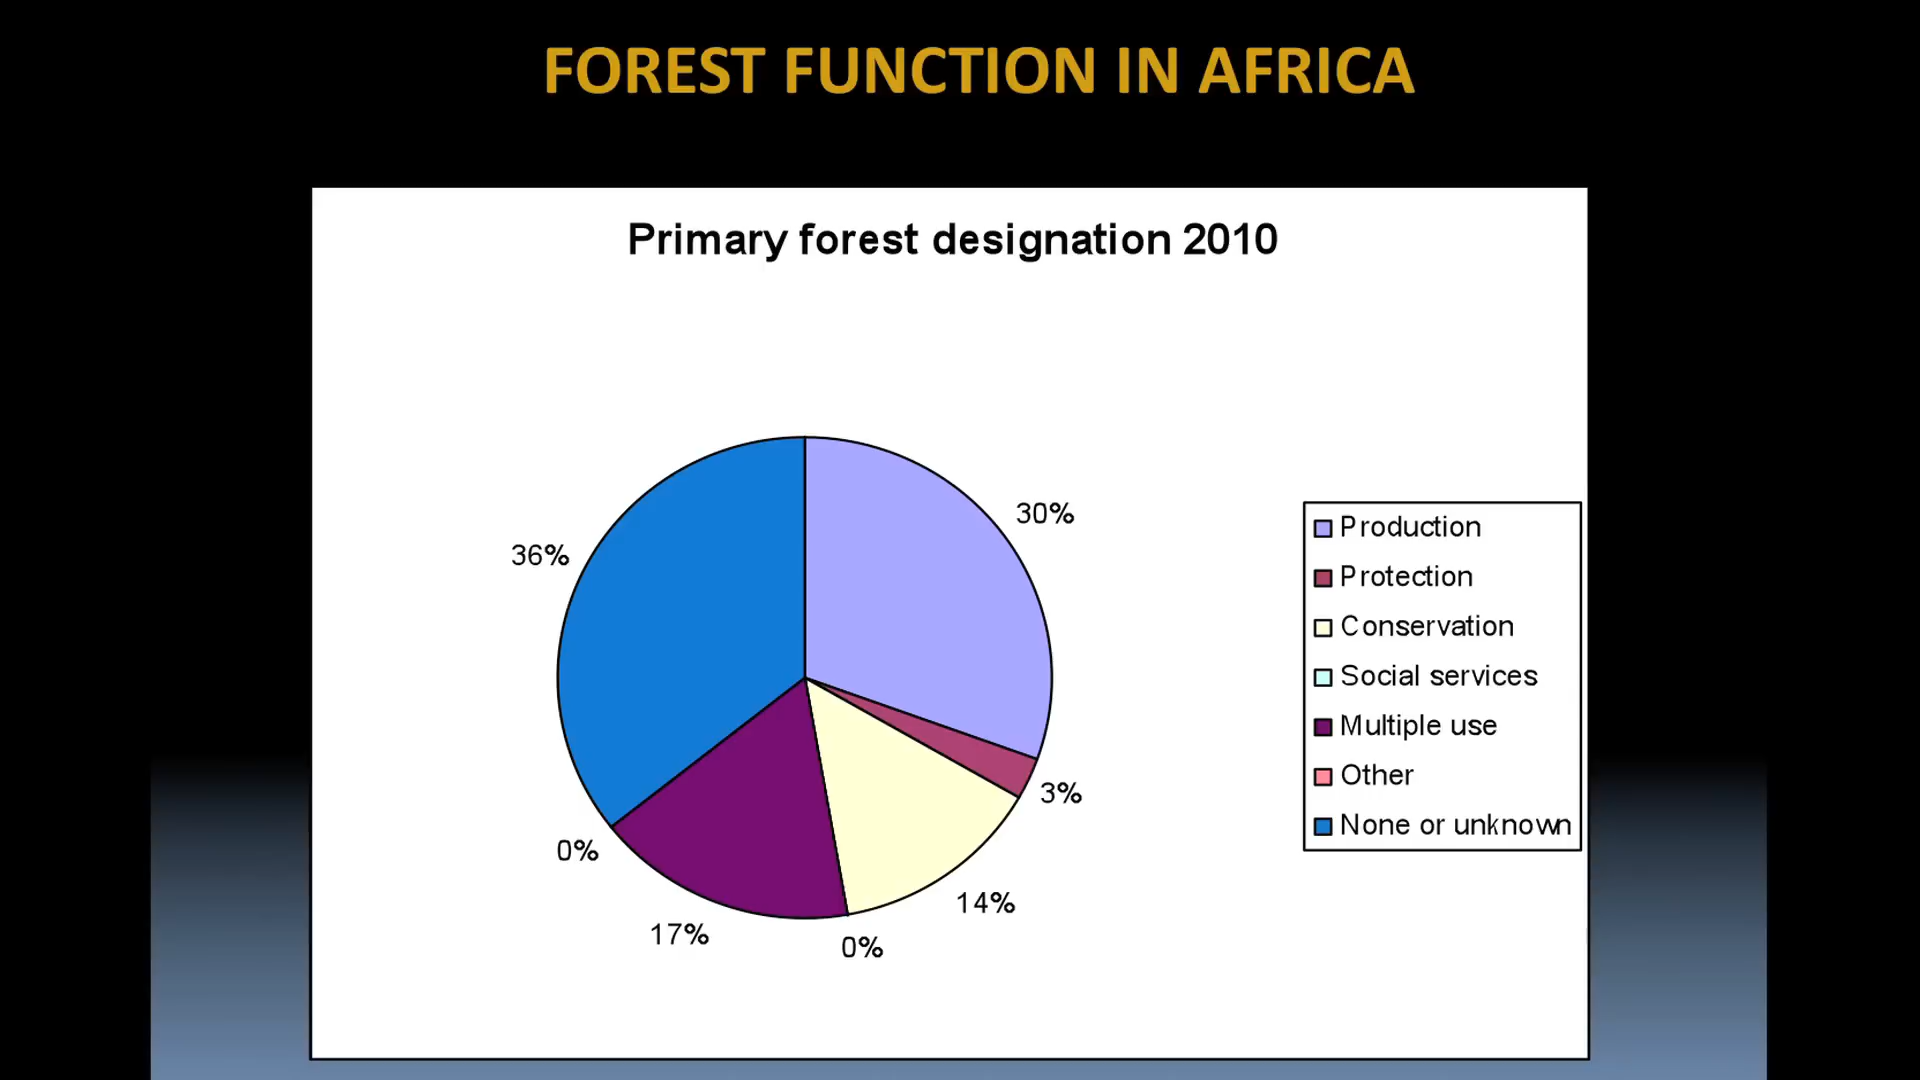 FOREST FUNCTION IN AFRICA
Primary forest designation 2010
30%
36%
3%
0%
14%
17%
0%
Production
Protection
Conservation
Social services
Multiple use
Other
None or unknown